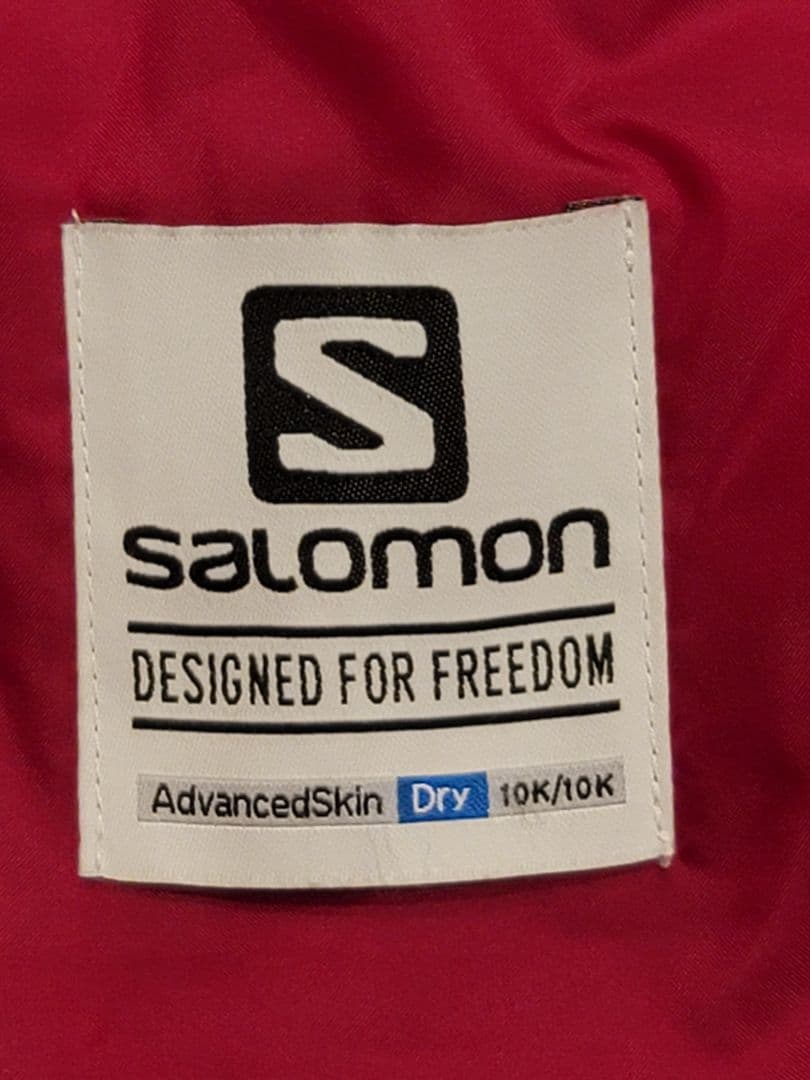 S
salomon
DESIGNED FOR FREEDOM
AdvancedSkin Dry 10K/10K